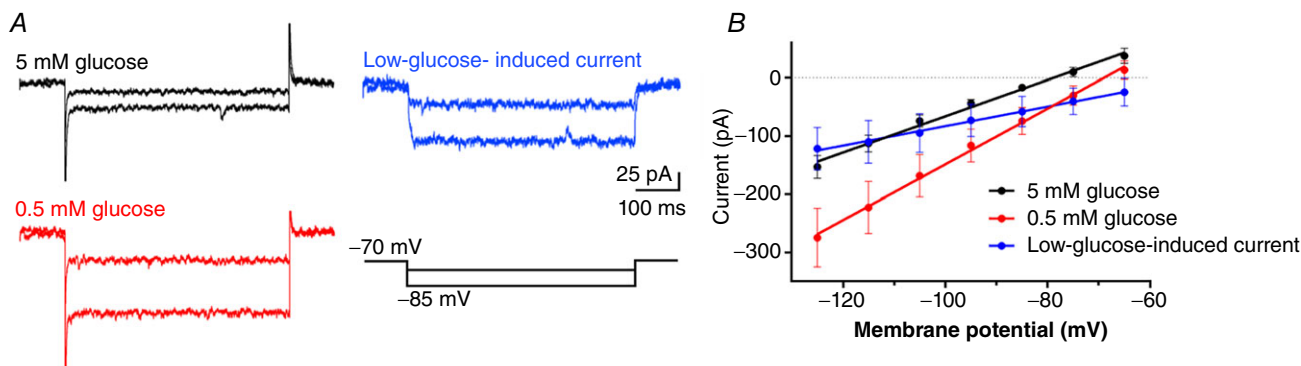 A
5 mM glucose
Low-glucose- induced current
25 pA
100 ms
0.5 mM glucose
−70 mV
−85 mV
B
0
−100
−200
−300
Current (pA)
5 mM glucose
0.5 mM glucose
Low-glucose-induced current
−120
−100
−80
−60
Membrane potential (mV)